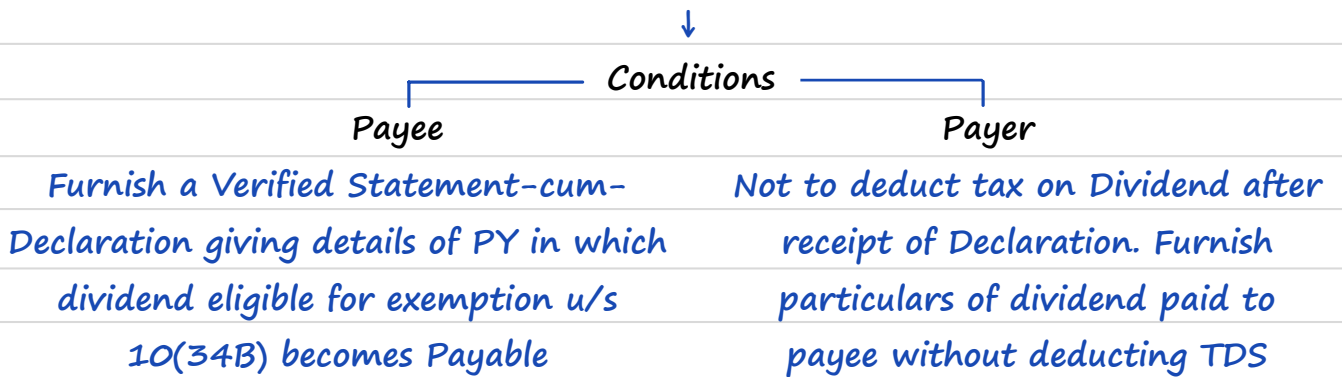 Conditions
Payee
Furnish a Verified Statement-cum-
Declaration giving details of PY in which
dividend eligible for exemption u/s
10(34B) becomes Payable
Payer
Not to deduct tax on Dividend after
receipt of Declaration. Furnish
particulars of dividend paid to
payee without deducting TDS